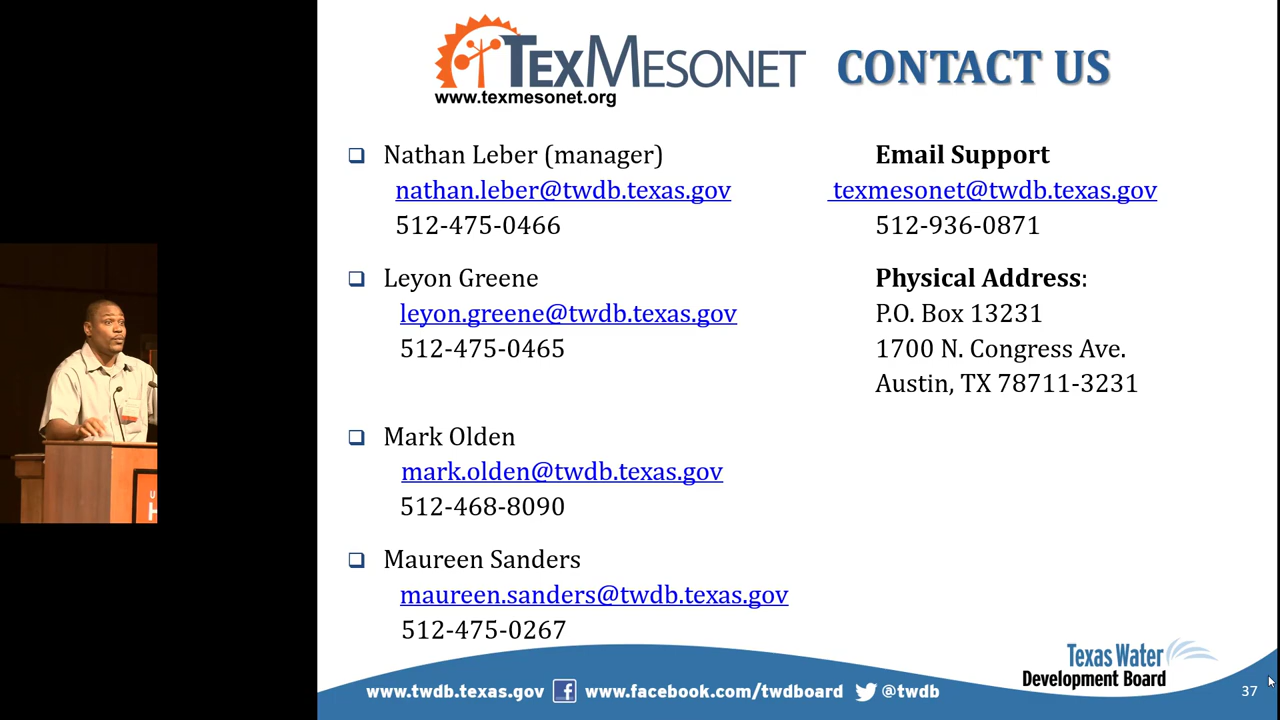 TEXMESONET
www.texmesonet.org
CONTACT US
❑ Nathan Leber (manager)
nathan.leber@twdb.texas.gov
512-475-0466
❑ Leyon Greene
leyon.greene@twdb.texas.gov
512-475-0465
❑ Mark Olden
mark.olden@twdb.texas.gov
512-468-8090
❑ Maureen Sanders
maureen.sanders@twdb.texas.gov
512-475-0267
Email Support
texmesonet@twdb.texas.gov
512-936-0871
Physical Address:
P.O. Box 13231
1700 N. Congress Ave.
Austin, TX 78711-3231
www.twdb.texas.gov f www.facebook.com/twdboard @twdb
Texas Water
Development Board
37
U
H